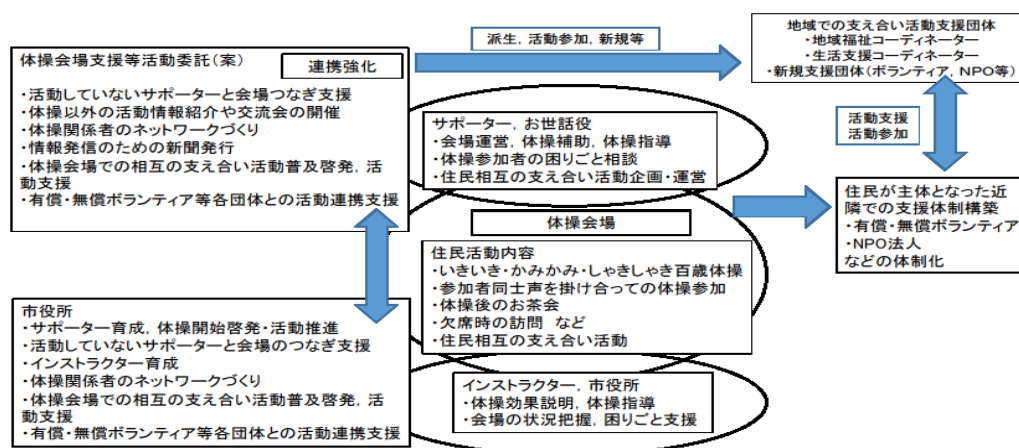 体操会場支援等活動委託(案)
連携強化
・活動していないサポーターと会場つなぎ支援
・体操以外の活動情報紹介や交流会の開催
・体操関係者のネットワークづくり
・情報発信のための新聞発行
・体操会場での相互の支え合い活動普及啓発, 活
動支援
・有償・無償ボランティア等各団体との活動連携支援
派生, 活動参加, 新規等
地域での支え合い活動支援団体
・地域福祉コーディネーター
・生活支援コーディネーター
・新規支援団体(ボランティア, NPO等)
サポーター, お世話役
・会場運営, 体操補助, 体操指導
・体操参加者の困りごと相談
・住民相互の支え合い活動企画・運営
活動支援
活動参加
体操会場
住民活動内容
・いきいき・かみかみ・しゃきしゃき百歳体操
・参加者同士声を掛け合っての体操参加
・体操後のお茶会
・欠席時の訪問 など
・住民相互の支え合い活動
住民が主体となった近
隣での支援体制構築
・有償・無償ボランティア
・NPO法人
などの体制化
市役所
・サポーター育成, 体操開始啓発・活動推進
・活動していないサポーターと会場のつなぎ支援
・インストラクター育成
・体操関係者のネットワークづくり
・体操会場での相互の支え合い活動普及啓発, 活
動支援
・有償・無償ボランティア等各団体との活動連携支援
インストラクター, 市役所
・体操効果説明, 体操指導
・会場の状況把握, 困りごと支援